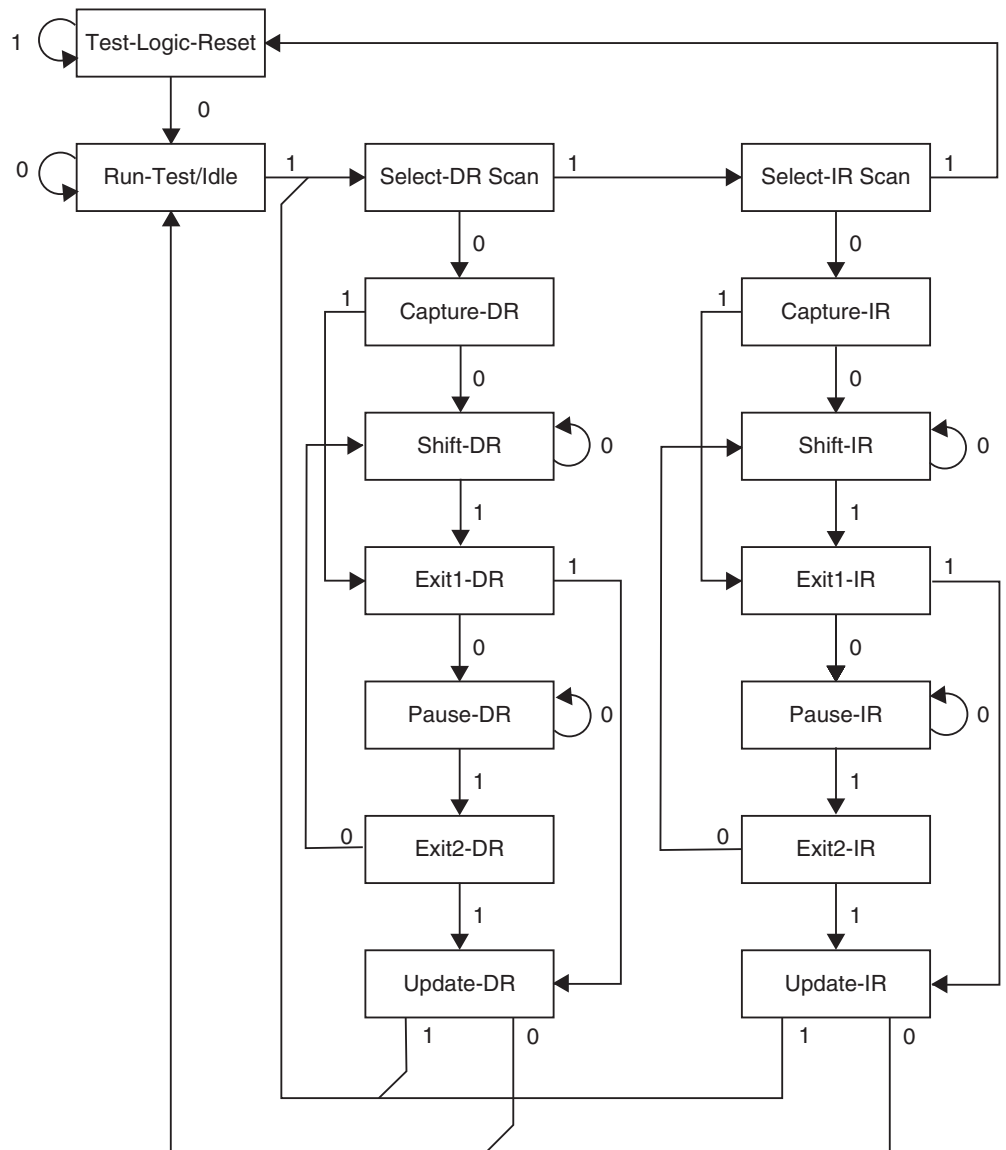 1 Test-Logic-Reset
0
0 Run-Test/Idle 1 Select-DR Scan 1 Select-IR Scan 1
0 0
1 Capture-DR 1 Capture-IR
0 0
Shift-DR 0 Shift-IR 0
1 1
Exit1-DR 1 Exit1-IR 1
0 0
Pause-DR 0 Pause-IR 0
1 1
0 Exit2-DR 0 Exit2-IR
1 1
Update-DR Update-IR
1 0 1 0